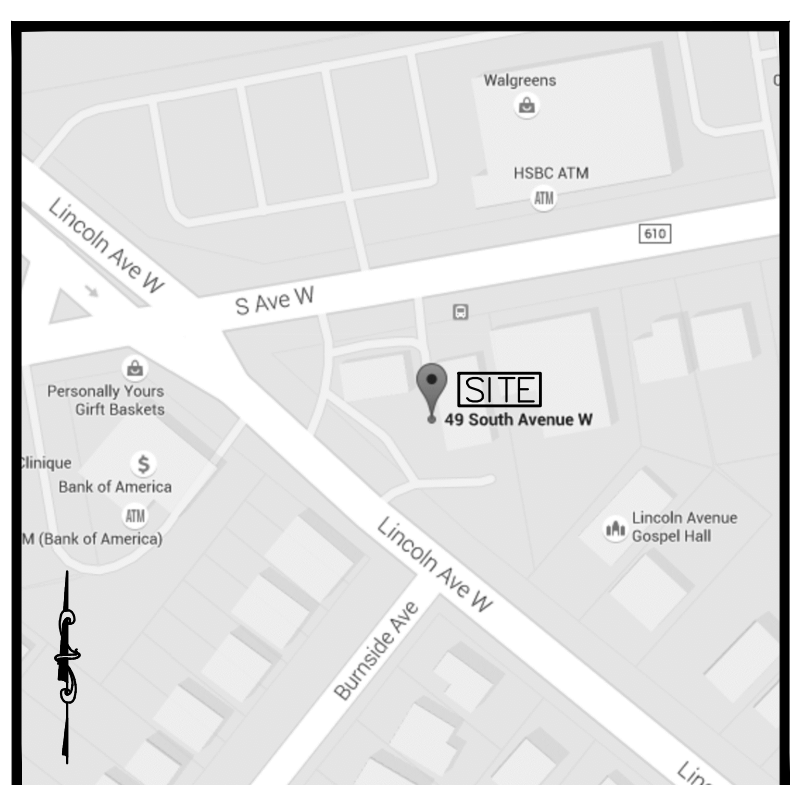 Walgreens
HSBC ATM
ATM
Lincoln Ave W
610
S Ave W
Personally Yours
Girft Baskets
SITE
49 South Avenue W
Clinique
$
Bank of America
ATM
M (Bank of America)
Lincoln Avenue
Gospel Hall
Lincoln Ave W
Burnside Ave
Linc